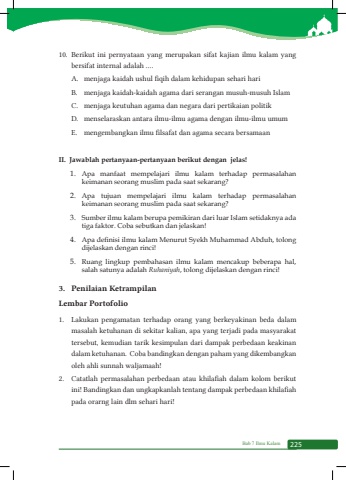 10. Berikut ini pernyataan yang merupakan sifat kajian ilmu kalam yang
bersifat internal adalah ....
A. menjaga kaidah ushul fiqih dalam kehidupan sehari hari
B. menjaga kaidah-kaidah agama dari serangan musuh-musuh Islam
C. menjaga keutuhan agama dan negara dari pertikaian politik
D. menselaraskan antara ilmu-ilmu agama dengan ilmu-ilmu umum
E. mengembangkan ilmu filsafat dan agama secara bersamaan
II. Jawablah pertanyaan-pertanyaan berikut dengan jelas!
1. Apa manfaat mempelajari ilmu kalam terhadap permasalahan
keimanan seorang muslim pada saat sekarang?
2. Apa tujuan mempelajari ilmu kalam terhadap permasalahan
keimanan seorang muslim pada saat sekarang?
3. Sumber ilmu kalam berupa pemikiran dari luar Islam setidaknya ada
tiga faktor. Coba sebutkan dan jelaskan!
4. Apa definisi ilmu kalam Menurut Syekh Muhammad Abduh, tolong
dijelaskan dengan rinci!
5. Ruang lingkup pembahasan ilmu kalam mencakup beberapa hal,
salah satunya adalah Ruhaniyah, tolong dijelaskan dengan rinci!
3. Penilaian Ketrampilan
Lembar Portofolio
1. Lakukan pengamatan terhadap orang yang berkeyakinan beda dalam
masalah ketuhanan di sekitar kalian, apa yang terjadi pada masyarakat
tersebut, kemudian tarik kesimpulan dari dampak perbedaan keakinan
dalam ketuhanan. Coba bandingkan dengan paham yang dikembangkan
oleh ahli sunnah waljamaah!
2. Catatlah permasalahan perbedaan atau khilafiah dalam kolom berikut
ini! Bandingkan dan ungkapkanlah tentang dampak perbedaan khilafiah
pada orarng lain dlm sehari hari!
Bab 7 Ilmu Kalam 225